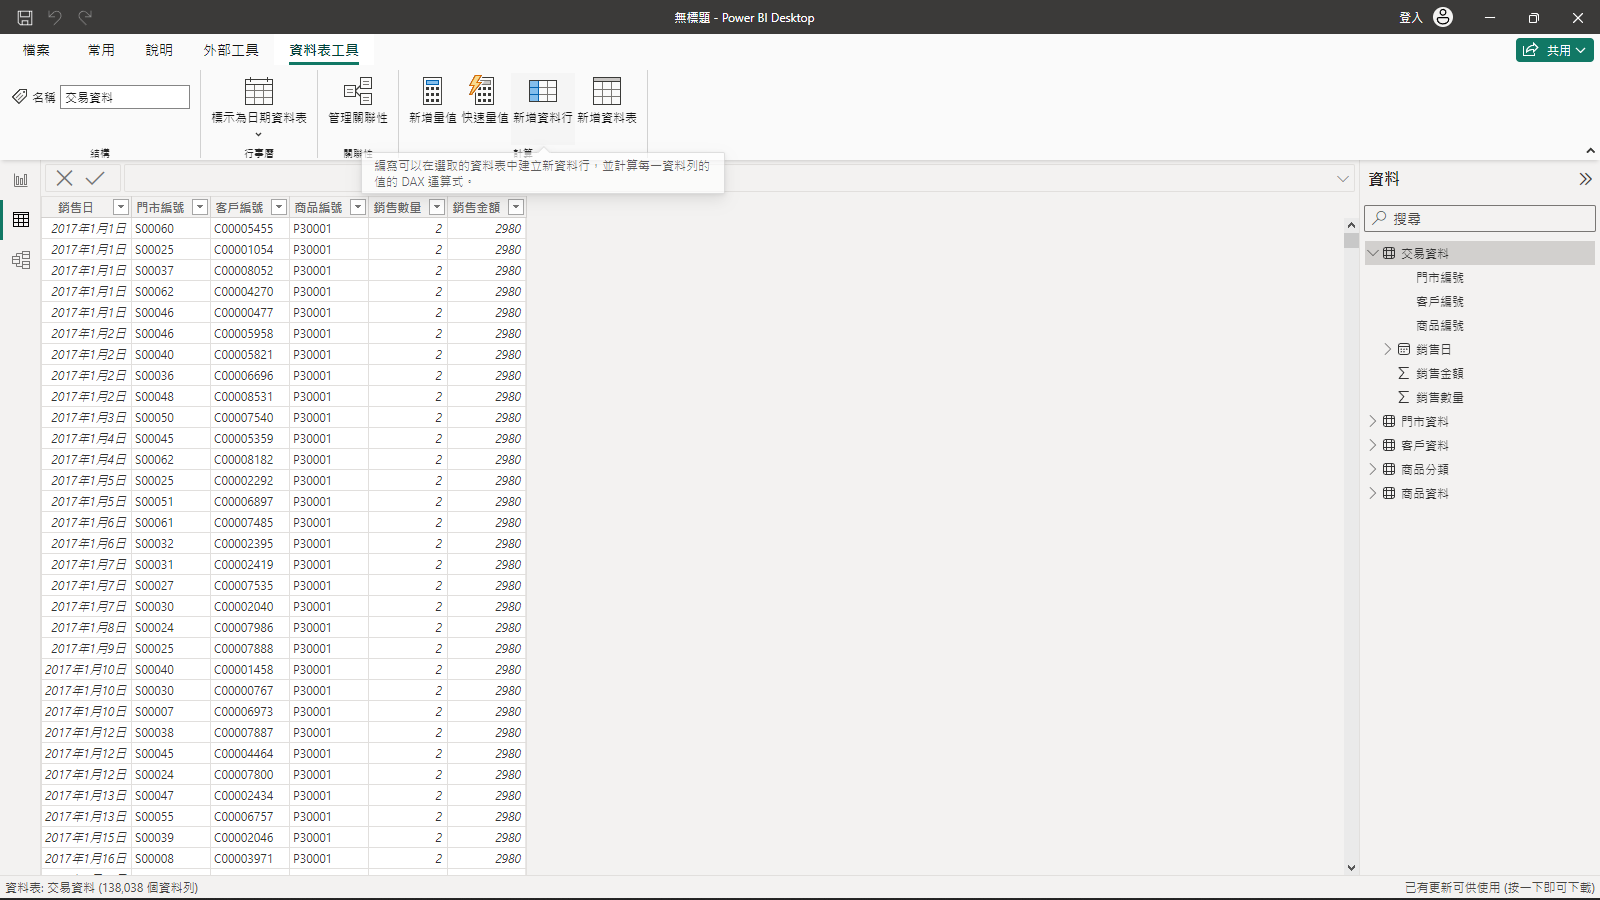 無標題 - Power BI Desktop
登入
檔案 常用 說明 外部工具 資料表工具
共用
名稱 交易資料
標示為日期資料表 管理關聯性 新增量值 快速量值 新增資料行 新增資料表
結構 行事曆 關聯性 計算
編寫可以在選取的資料表中建立新資料行，並計算每一資料列的
值的 DAX 運算式。
銷售日 門市編號 客戶編號 商品編號 銷售數量 銷售金額
2017年1月1日 S00060 C00005455 P30001 2 2980
2017年1月1日 S00025 C00001054 P30001 2 2980
2017年1月1日 S00037 C00008052 P30001 2 2980
2017年1月1日 S00062 C00004270 P30001 2 2980
2017年1月1日 S00046 C00000477 P30001 2 2980
2017年1月2日 S00046 C00005958 P30001 2 2980
2017年1月2日 S00040 C00005821 P30001 2 2980
2017年1月2日 S00036 C00006696 P30001 2 2980
2017年1月2日 S00048 C00008531 P30001 2 2980
2017年1月3日 S00050 C00007540 P30001 2 2980
2017年1月4日 S00045 C00005359 P30001 2 2980
2017年1月4日 S00062 C00008182 P30001 2 2980
2017年1月5日 S00025 C00002292 P30001 2 2980
2017年1月5日 S00051 C00006897 P30001 2 2980
2017年1月6日 S00061 C00007485 P30001 2 2980
2017年1月6日 S00032 C00002395 P30001 2 2980
2017年1月7日 S00031 C00002419 P30001 2 2980
2017年1月7日 S00027 C00007535 P30001 2 2980
2017年1月7日 S00030 C00002040 P30001 2 2980
2017年1月8日 S00024 C00007986 P30001 2 2980
2017年1月9日 S00025 C00007888 P30001 2 2980
2017年1月10日 S00040 C00001458 P30001 2 2980
2017年1月10日 S00030 C00000767 P30001 2 2980
2017年1月10日 S00007 C00006973 P30001 2 2980
2017年1月12日 S00038 C00007887 P30001 2 2980
2017年1月12日 S00045 C00004464 P30001 2 2980
2017年1月12日 S00024 C00007800 P30001 2 2980
2017年1月13日 S00047 C00002434 P30001 2 2980
2017年1月13日 S00055 C00006757 P30001 2 2980
2017年1月15日 S00039 C00002046 P30001 2 2980
2017年1月16日 S00008 C00003971 P30001 2 2980
資料
搜尋
交易資料
門市編號
客戶編號
商品編號
銷售日
銷售金額
銷售數量
門市資料
客戶資料
商品分類
商品資料
資料表: 交易資料 (138,038 個資料列)
已有更新可供使用 (按一下即可下載)